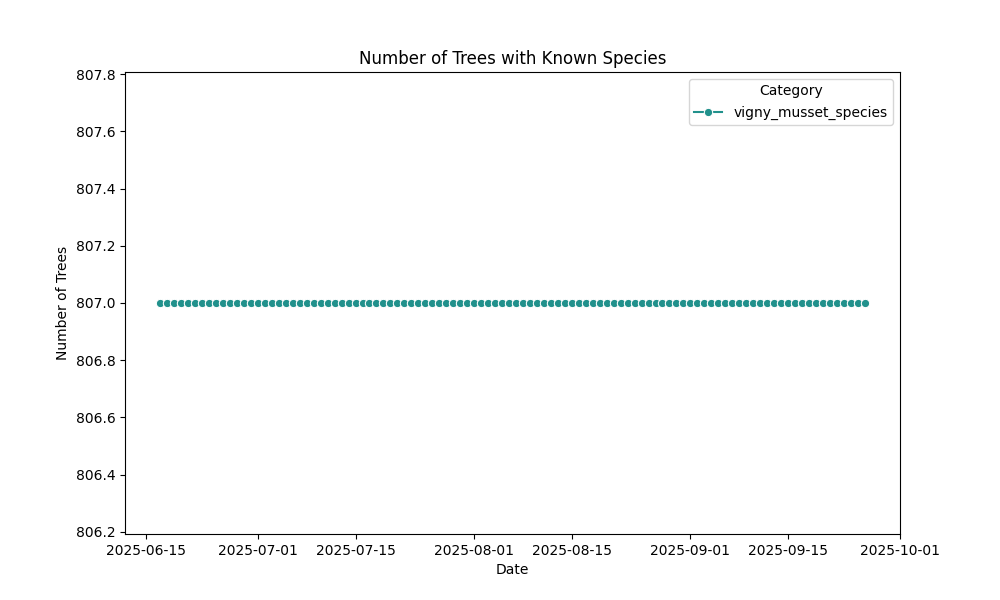 Number of Trees with Known Species
Category
vigny_musset_species
Number of Trees
807.8
807.6
807.4
807.2
807.0
806.8
806.6
806.4
806.2
2025-06-15 2025-07-01 2025-07-15 2025-08-01 2025-08-15 2025-09-01 2025-09-15 2025-10-01
Date